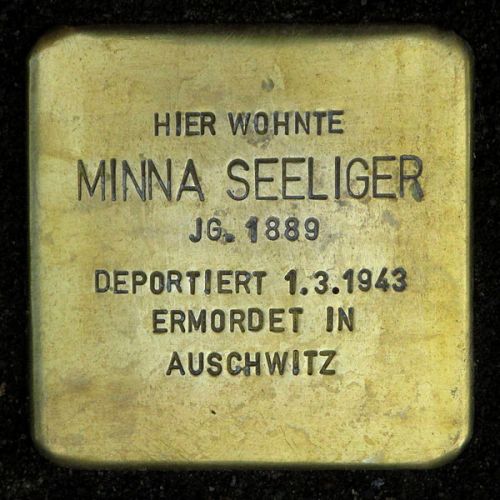 HIER WOHNTE
MINNA SEELIGER
JG. 1889
DEPORTIERT 1.3.1943
ERMORDET IN
AUSCHWITZ